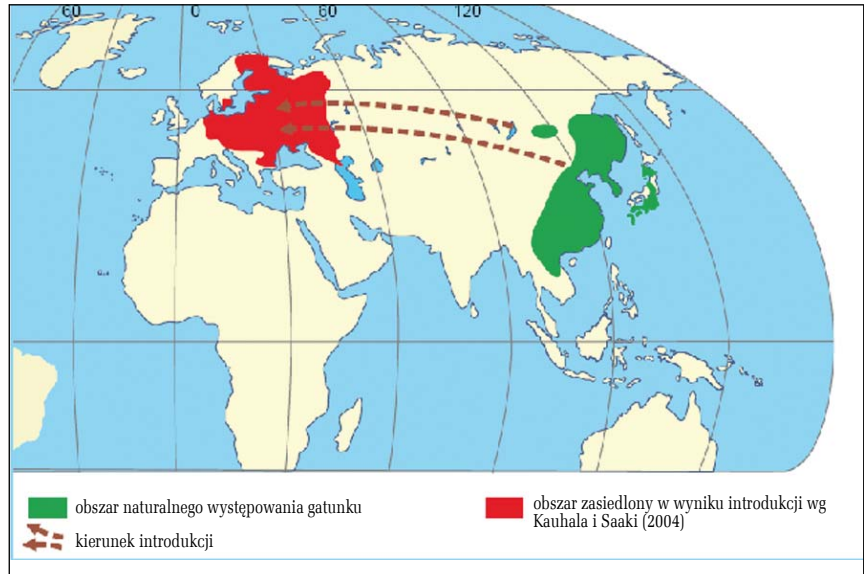 60 0 60 120
obszar naturalnego występowania gatunku
kierunek introdukcji
obszar zasiedlony w wyniku introdukcji wg
Kauhala i Saaki (2004)